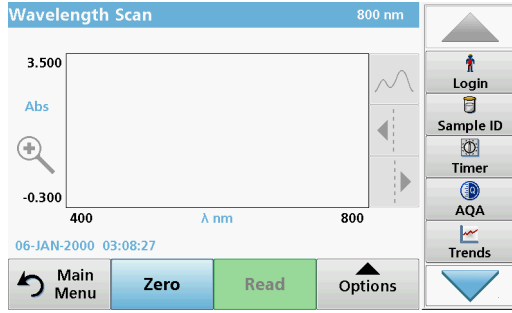 Wavelength Scan
800 nm
3.500
Abs
-0.300
400
λ nm
800
06-JAN-2000 03:08:27
Main
Menu
Zero
Read
Options
Login
Sample ID
Timer
AQA
Trends